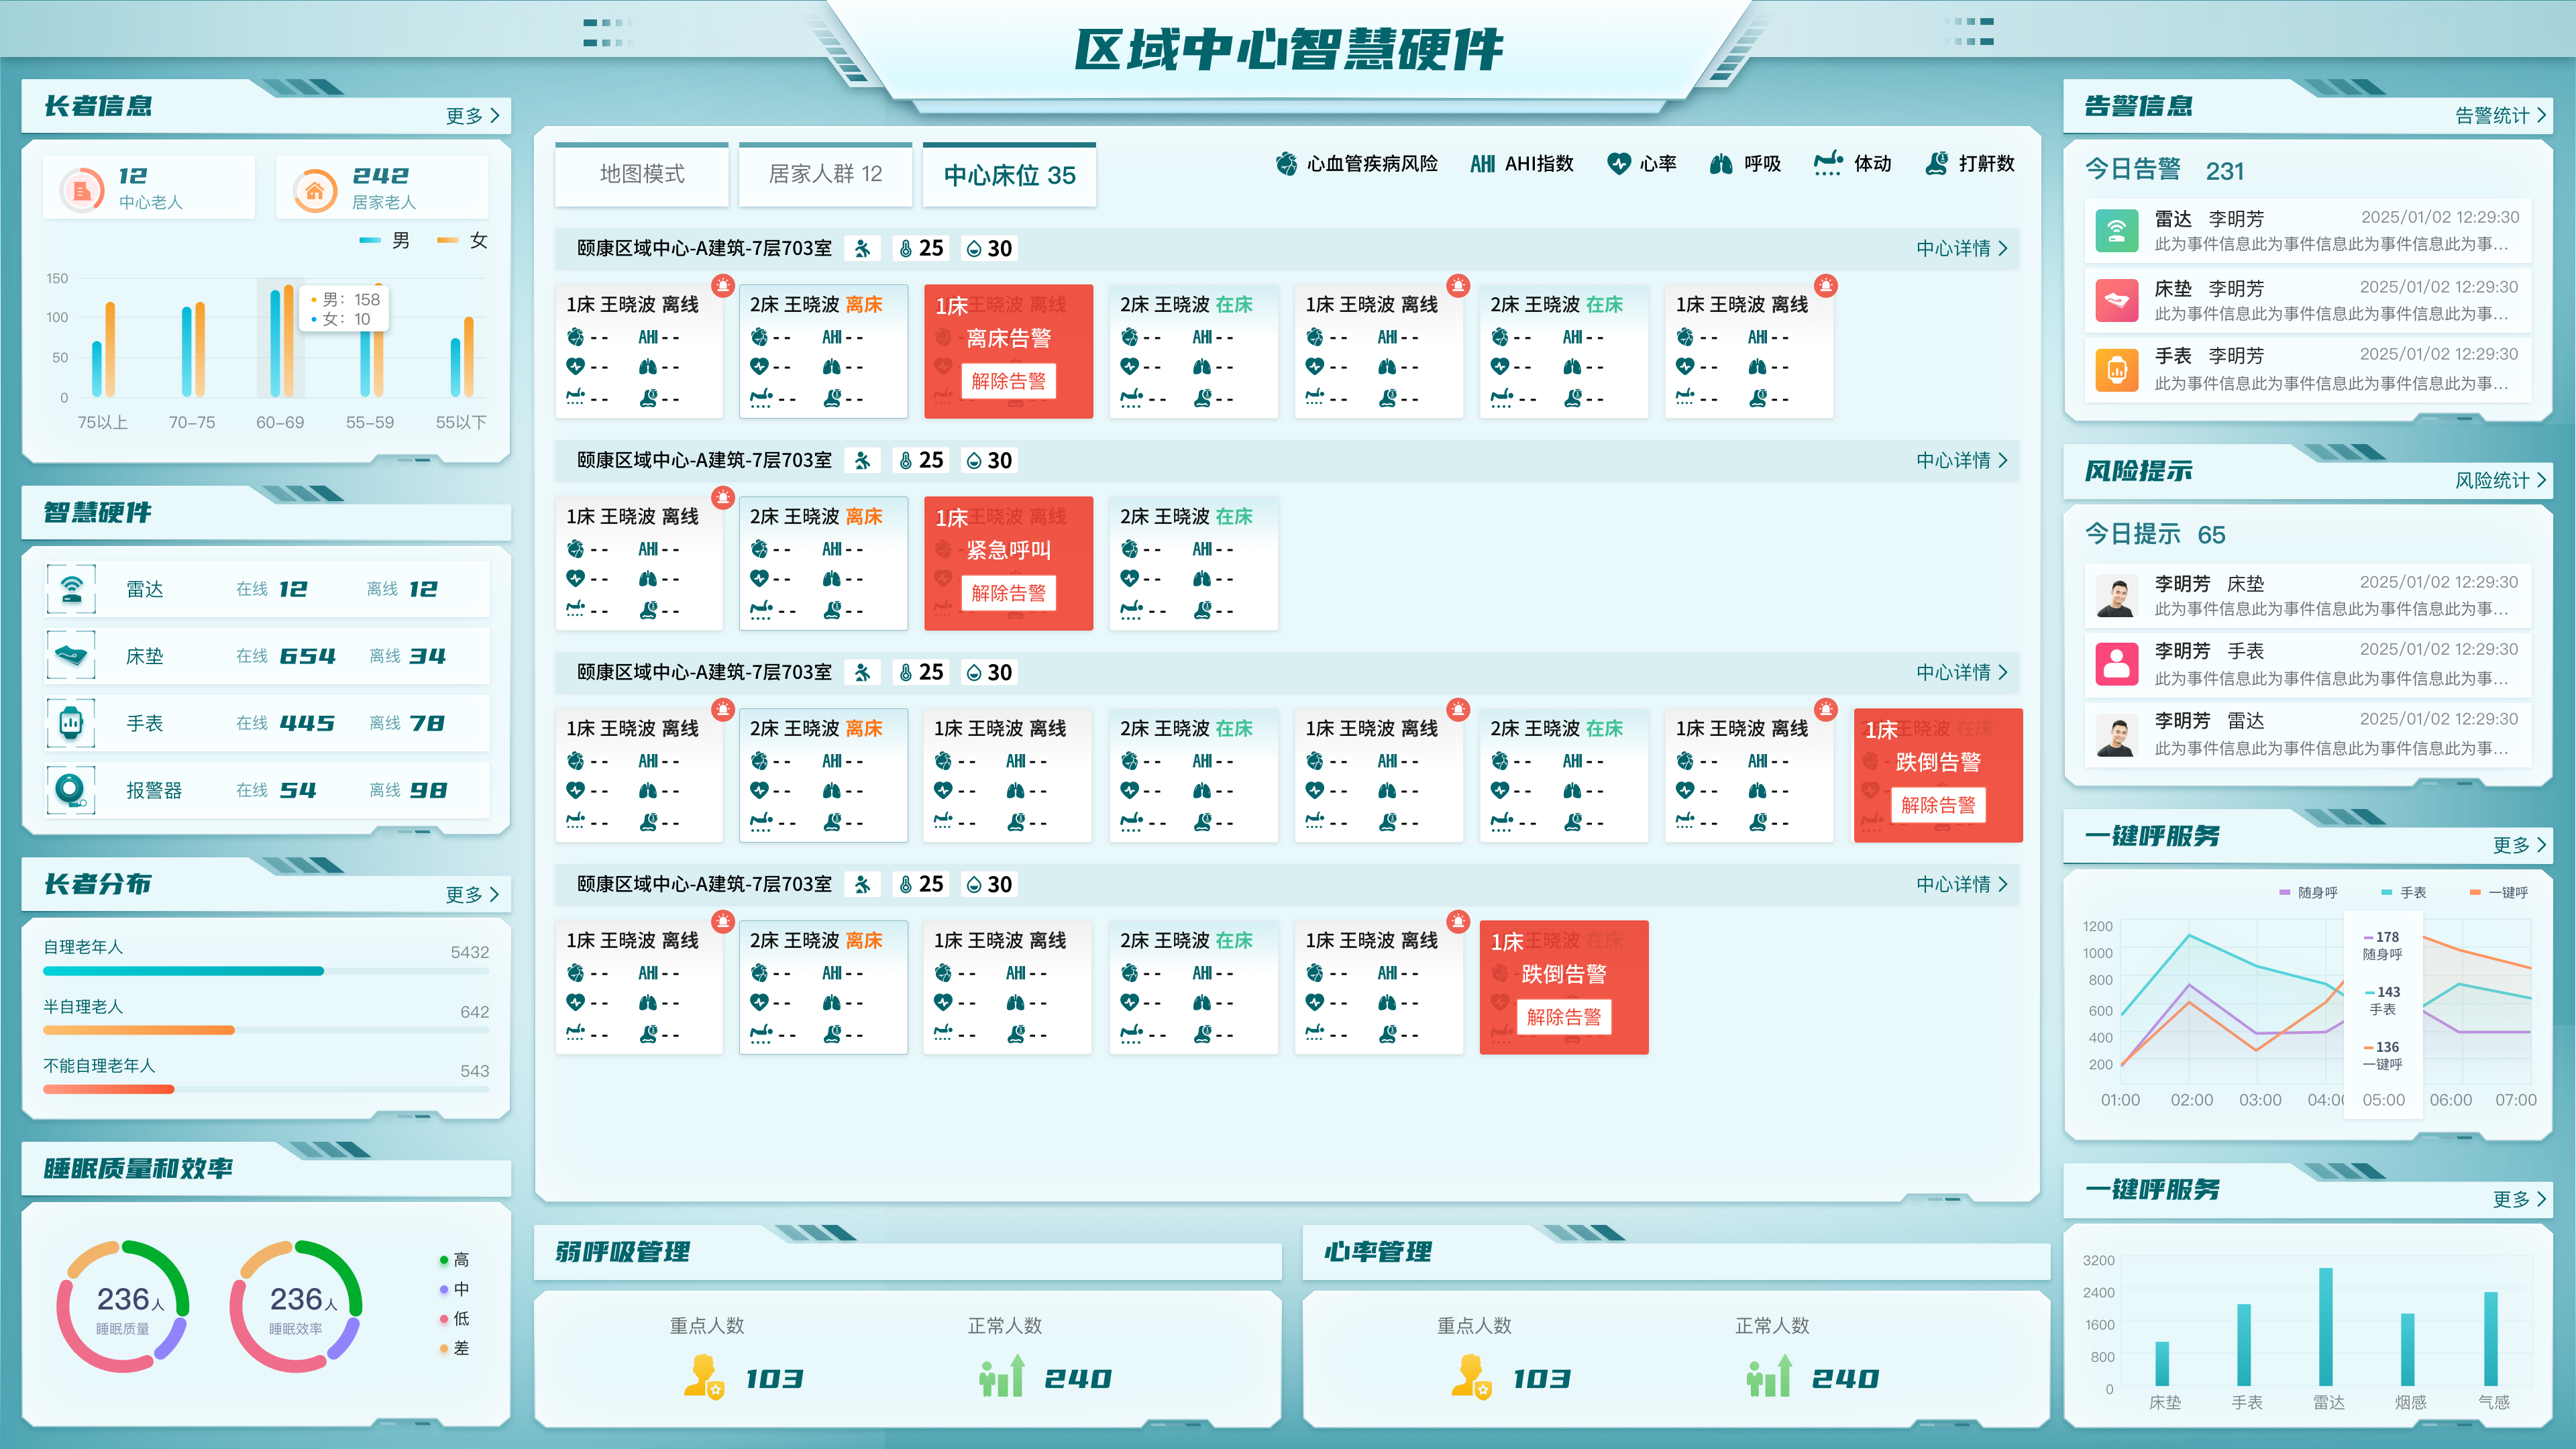 区域中心智慧硬件
长者信息
更多
12
中心老人
242
居家老人
男 女
150
100
50
0
男：158
女：10
75以上 70-75 60-69 55-59 55以下
智慧硬件
雷达 在线 12 离线 12
床垫 在线 654 离线 34
手表 在线 445 离线 78
报警器 在线 54 离线 98
长者分布
更多
自理老年人 5432
半自理老人 642
不能自理老年人 543
睡眠质量和效率
236人
睡眠质量
236人
睡眠效率
高
中
低
差
地图模式 居家人群 12 中心床位 35
心血管疾病风险 AHI AHI指数 心率 呼吸 体动 打鼾数
颐康区域中心-A建筑-7层703室 25 30 中心详情
1床 王晓波 离线 2床 王晓波 离床 1床 王晓波 离线 2床 王晓波 在床 1床 王晓波 离线 2床 王晓波 在床 1床 王晓波 离线
-- AHI -- -- AHI -- 离床告警 -- AHI -- -- AHI -- -- AHI -- -- AHI --
-- -- -- -- 解除告警 -- -- -- -- -- -- -- --
-- -- -- -- -- -- -- -- -- -- -- --
颐康区域中心-A建筑-7层703室 25 30 中心详情
1床 王晓波 离线 2床 王晓波 离床 1床 王晓波 离线 2床 王晓波 在床
-- AHI -- -- AHI -- 紧急呼叫 -- AHI --
-- -- -- -- 解除告警 -- --
-- -- -- -- -- --
颐康区域中心-A建筑-7层703室 25 30 中心详情
1床 王晓波 离线 2床 王晓波 离床 1床 王晓波 离线 2床 王晓波 在床 1床 王晓波 离线 2床 王晓波 在床 1床 王晓波 离线 1床 王晓波 在床
-- AHI -- -- AHI -- -- AHI -- -- AHI -- -- AHI -- -- AHI -- -- AHI -- 跌倒告警
-- -- -- -- -- -- -- -- -- -- -- -- -- -- 解除告警
-- -- -- -- -- -- -- -- -- -- -- -- -- --
颐康区域中心-A建筑-7层703室 25 30 中心详情
1床 王晓波 离线 2床 王晓波 离床 1床 王晓波 离线 2床 王晓波 在床 1床 王晓波 离线 1床 王晓波 在床
-- AHI -- -- AHI -- -- AHI -- -- AHI -- -- AHI -- 跌倒告警
-- -- -- -- -- -- -- -- -- -- 解除告警
-- -- -- -- -- -- -- -- -- --
弱呼吸管理
重点人数 正常人数
103 240
心率管理
重点人数 正常人数
103 240
告警信息
告警统计
今日告警 231
雷达 李明芳 2025/01/02 12:29:30
此为事件信息此为事件信息此为事件信息此为事…
床垫 李明芳 2025/01/02 12:29:30
此为事件信息此为事件信息此为事件信息此为事…
手表 李明芳 2025/01/02 12:29:30
此为事件信息此为事件信息此为事件信息此为事…
风险提示
风险统计
今日提示 65
李明芳 床垫 2025/01/02 12:29:30
此为事件信息此为事件信息此为事件信息此为事…
李明芳 手表 2025/01/02 12:29:30
此为事件信息此为事件信息此为事件信息此为事…
李明芳 雷达 2025/01/02 12:29:30
此为事件信息此为事件信息此为事件信息此为事…
一键呼服务
更多
随身呼 手表 一键呼
1200
1000
800
600
400
200
178
随身呼
143
手表
136
一键呼
01:00 02:00 03:00 04:00 05:00 06:00 07:00
一键呼服务
更多
3200
2400
1600
800
0
床垫 手表 雷达 烟感 气感